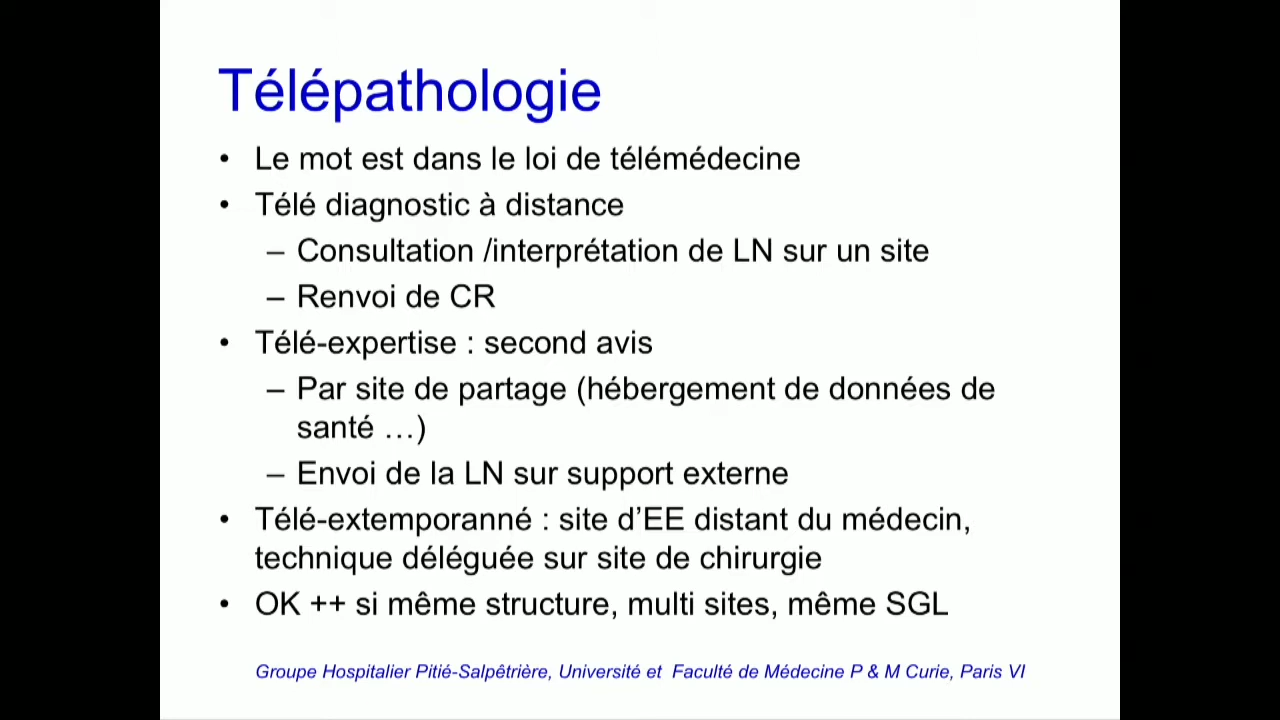 Télépathologie
• Le mot est dans le loi de télémédecine
• Télé diagnostic à distance
– Consultation /interprétation de LN sur un site
– Renvoi de CR
• Télé-expertise : second avis
– Par site de partage (hébergement de données de
santé …)
– Envoi de la LN sur support externe
• Télé-extemporanné : site d’EE distant du médecin,
technique déléguée sur site de chirurgie
• OK ++ si même structure, multi sites, même SGL
Groupe Hospitalier Pitié-Salpêtrière, Université et Faculté de Médecine P & M Curie, Paris VI